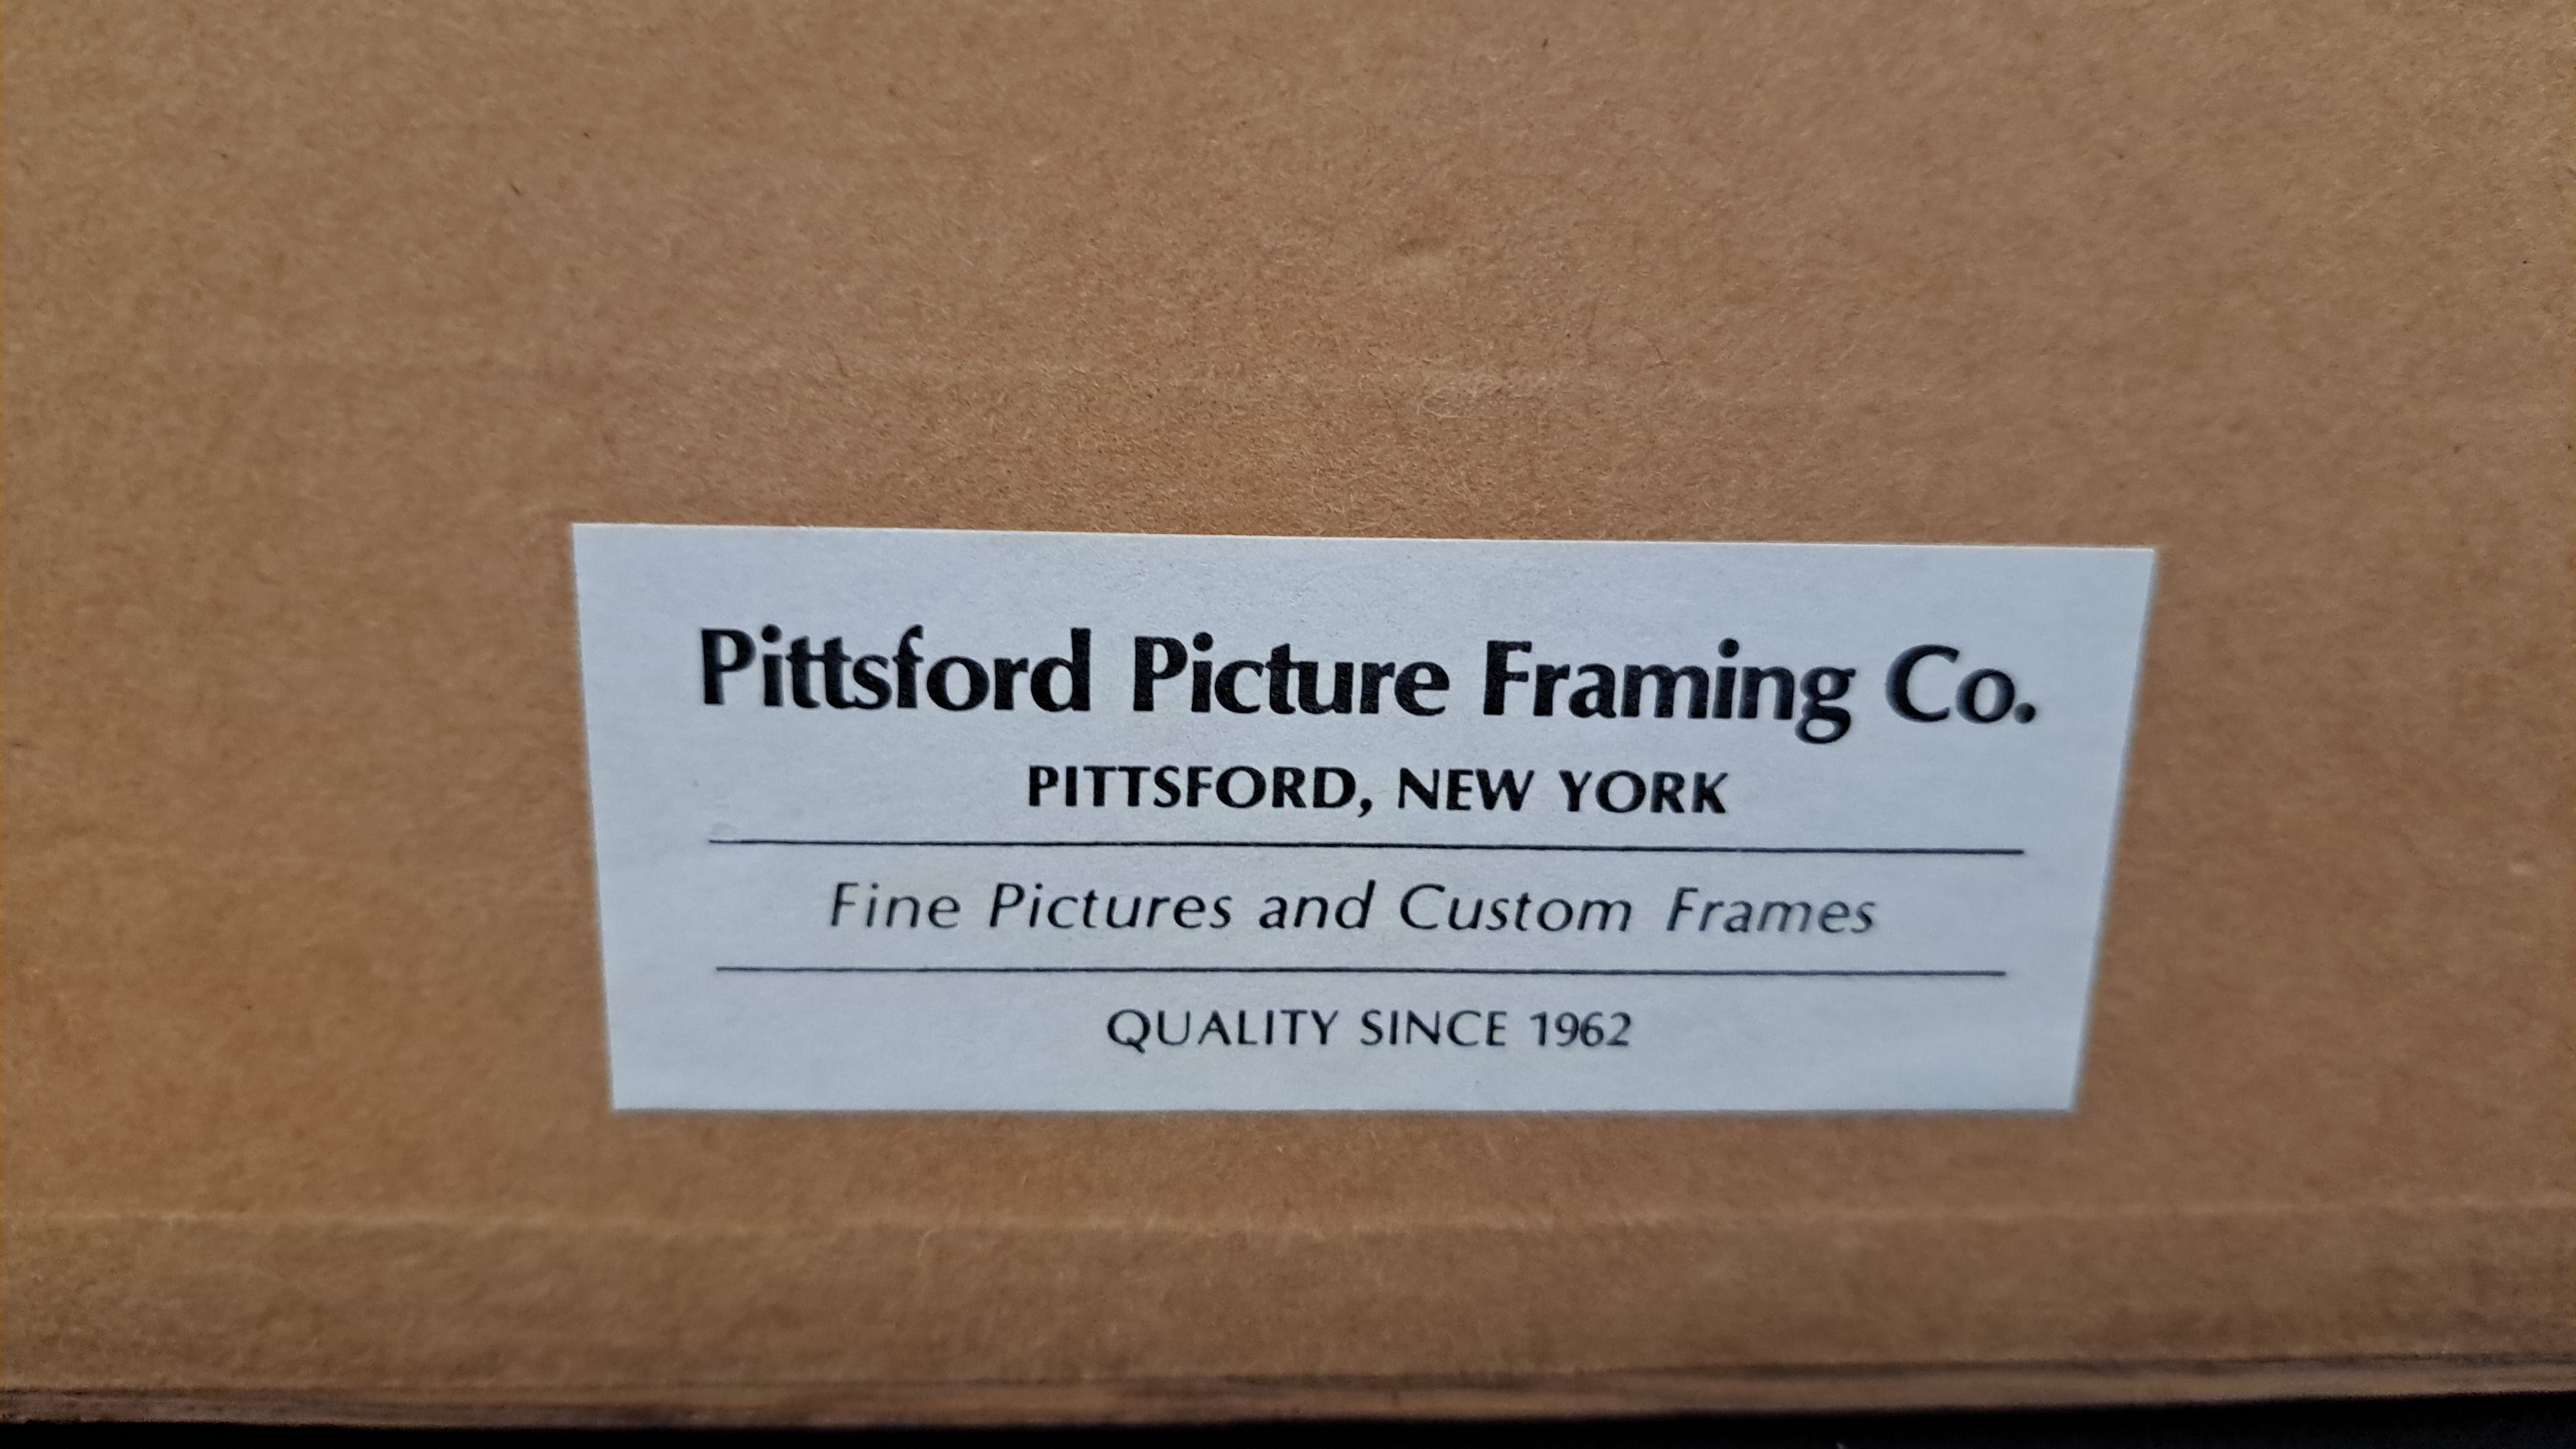 Pittsford Picture Framing Co.
PITTSFORD, NEW YORK
Fine Pictures and Custom Frames
QUALITY SINCE 1962